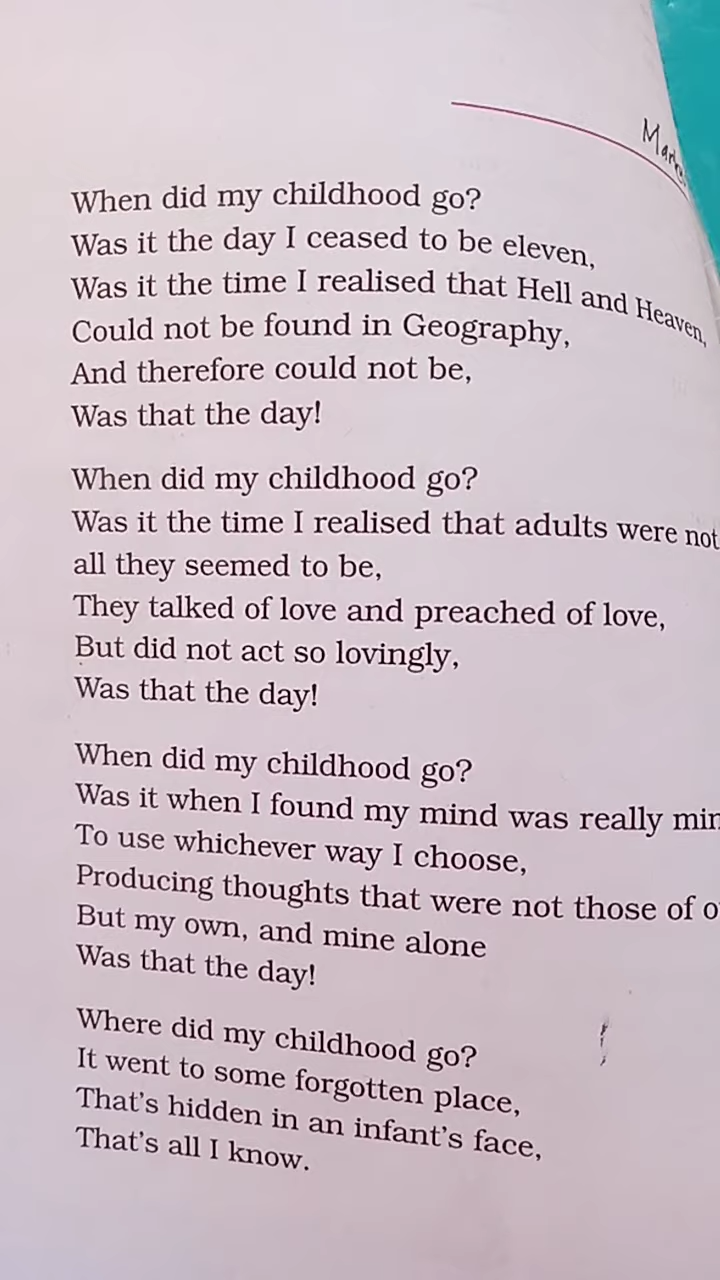 When did my childhood go?
Was it the day I ceased to be eleven,
Was it the time I realised that Hell and Heaven,
Could not be found in Geography,
And therefore could not be,
Was that the day!
When did my childhood go?
Was it the time I realised that adults were not
all they seemed to be,
They talked of love and preached of love,
But did not act so lovingly,
Was that the day!
When did my childhood go?
Was it when I found my mind was really
To use whichever way I choose,
Producing thoughts that were not those of
But my own, and mine alone
Was that the day!
Where did my childhood go?
It went to some forgotten place,
That's hidden in an infant's face,
That's all I know.